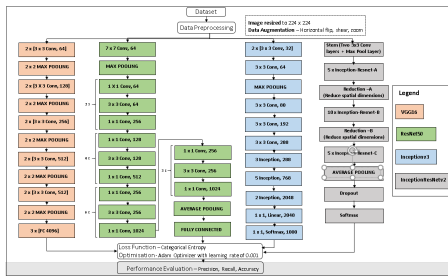 Dataset
Data Preprocessing
Image resized to 224 x 224
Data Augmentation – Horizontal flip, shear, zoom
2 x [3 x 3 Conv, 64]
2 x 2 MAX POOLING
2 x [3 X 3 Conv, 128]
2 x 2 MAX POOLING
2 x [3 x 3 Conv, 256]
2 x 2 MAX POOLING
2 x [3 x 3 Conv, 512]
2 x 2 MAX POOLING
2 x [3 x 3 Conv, 512]
2 x 2 MAX POOLING
3 x [FC 4096]
7 x 7 Conv, 64
MAX POOLING
1 X 1 Conv, 64
3 x 3 Conv, 64
1 x 1 Conv, 256
1 x 1 Conv, 128
3 x 3 Conv, 128
1 x 1 Conv, 512
1 x 1 Conv, 256
3 x 3 Conv, 256
1 x 1 Conv, 1024
1 x 1 Conv, 256
3 x 3 Conv, 256
1 x 1 Conv, 1024
AVERAGE POOLING
FULLY CONNECTED
2 x [3 x 3 Conv, 32]
3 x 3 Conv, 64
MAX POOLING
3 x 3 Conv, 80
3 x 3 Conv, 192
3 x 3 Conv, 288
3 Inception, 288
5 Inception, 768
2 Inception, 2040
1 x 1, Linear, 2040
1 x 1, Softmax, 1000
Stem (Two 3x3 Conv
layers + Max Pool Layer)
5 x Inception-Resnet-A
Reduction -A
(Reduce spatial dimensions)
10 x Inception-Resnet-B
Reduction -B
(Reduce spatial dimensions)
5 x Inception-Resnet-C
AVERAGE POOLING
Dropout
Softmax
Legend
VGG16
ResNet50
Inceptionv3
InceptionResNetv2
Loss Function – Categorical Entropy
Optimisation - Adam Optimizer with learning rate of 0.001
Performance Evaluation – Precision, Recall, Accuracy